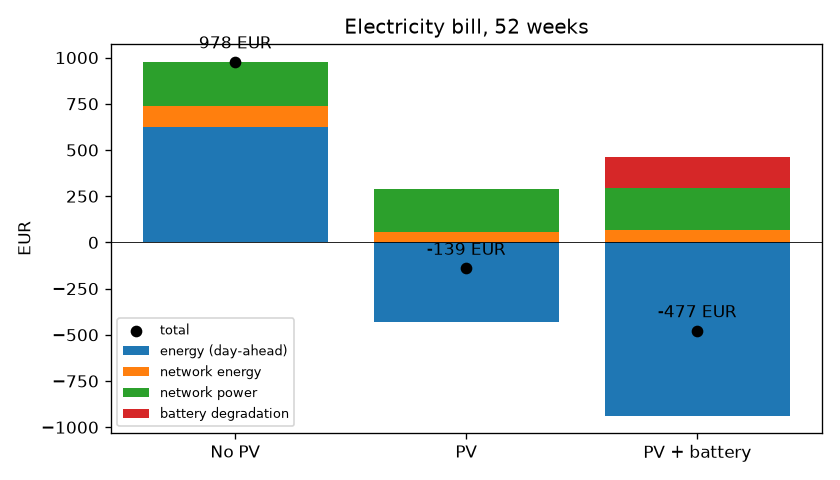 Electricity bill, 52 weeks
978 EUR
-139 EUR
-477 EUR
EUR
1000
750
500
250
0
−250
−500
−750
−1000
total
energy (day-ahead)
network energy
network power
battery degradation
No PV
PV
PV + battery